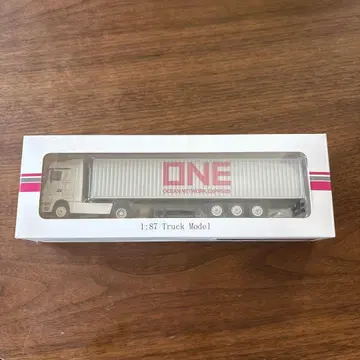 ONE
OCEAN NETWORK EXPRESS
1:87 Truck Model